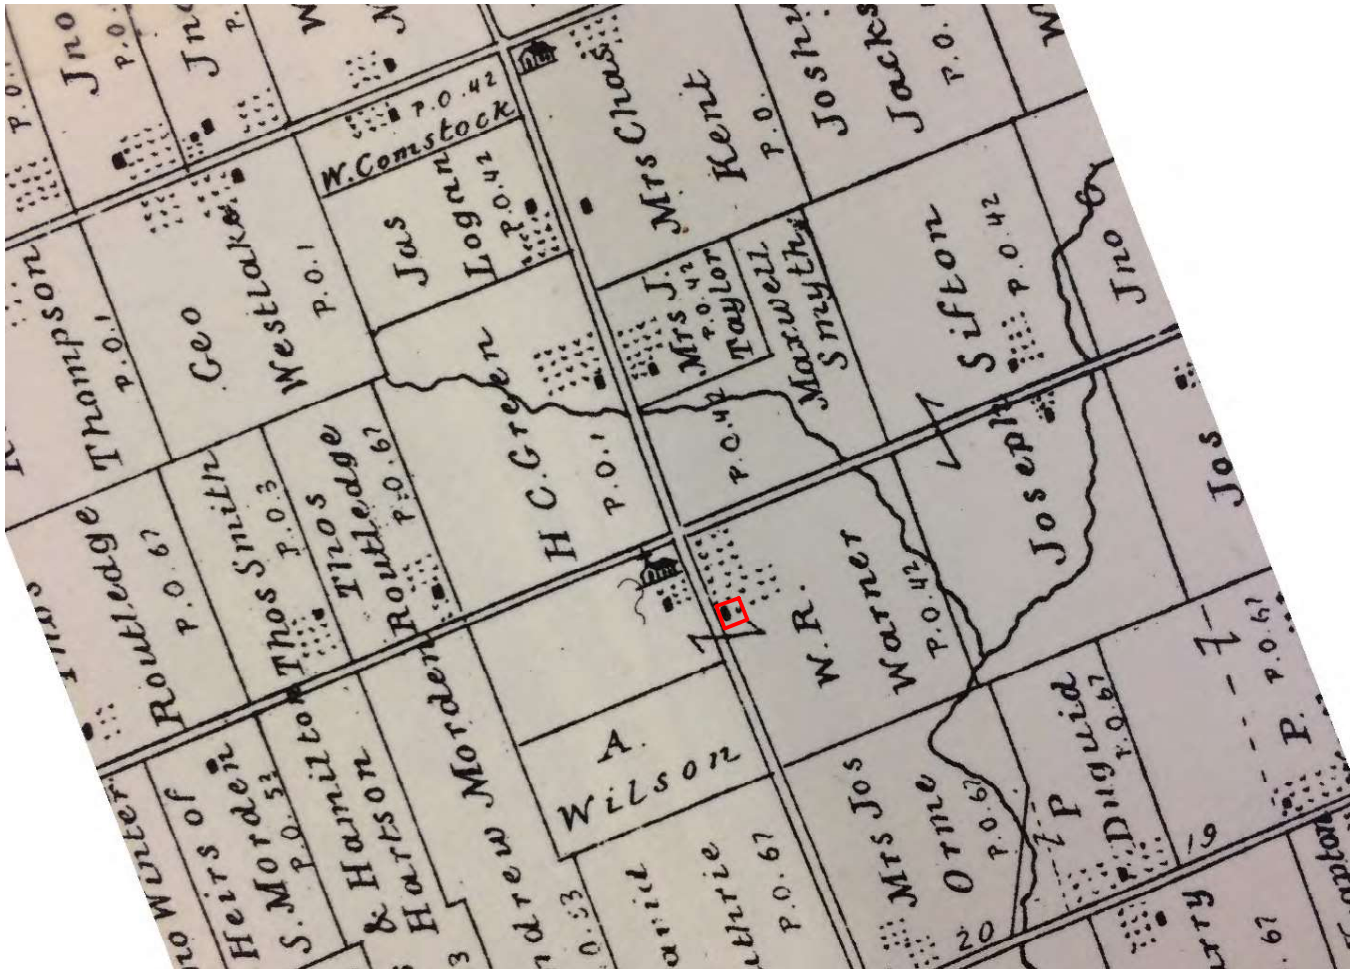 Jno
P.O.
Jno
P.O.
W.Comstock
P.O.42
Jas
Logan
P.O.42
Mrs Chas
Kent
P.O.
Joshu
Jacks
P.O.
Thompson
P.O.1
Geo
Westlake
P.O.1
H C.Green
P.O.1
Mrs J.
P.O.42
Taylor
Maxwell
Smyth
P.O.42
Sifton
P.O.42
Jno
Thos
Routledge
P.O.67
Thos Smith
P.O.3
Thos
Routledge
P.O.67
W.R.
Warner
P.O.42
Joseph
Jos
Heirs of
S.Morden
P.O.52
Hamilton
& Harrison
Andrew Morden
A.
Wilson
P.O.67
Mrs Jos
Orme
P.O.67
P
Duguid
P.O.67
P.
P.O.67
19
20
67